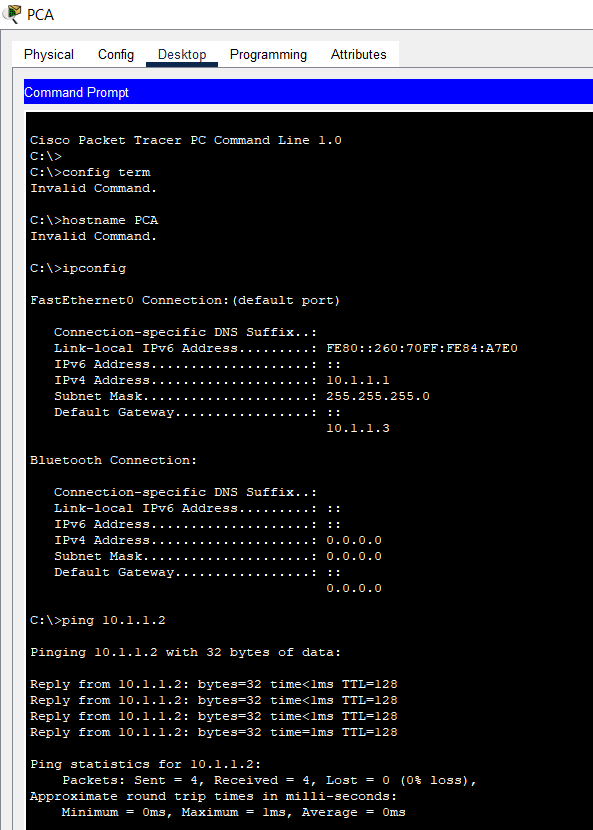 PCA
Physical Config Desktop Programming Attributes
Command Prompt
Cisco Packet Tracer PC Command Line 1.0
C:\>
C:\>config term
Invalid Command.
C:\>hostname PCA
Invalid Command.
C:\>ipconfig
FastEthernet0 Connection:(default port)
Connection-specific DNS Suffix..:
Link-local IPv6 Address.........: FE80::260:70FF:FE84:A7E0
IPv6 Address....................: ::
IPv4 Address....................: 10.1.1.1
Subnet Mask.....................: 255.255.255.0
Default Gateway.................: ::
10.1.1.3
Bluetooth Connection:
Connection-specific DNS Suffix..:
Link-local IPv6 Address.........: ::
IPv6 Address....................: ::
IPv4 Address....................: 0.0.0.0
Subnet Mask.....................: 0.0.0.0
Default Gateway.................: ::
0.0.0.0
C:\>ping 10.1.1.2
Pinging 10.1.1.2 with 32 bytes of data:
Reply from 10.1.1.2: bytes=32 time<1ms TTL=128
Reply from 10.1.1.2: bytes=32 time<1ms TTL=128
Reply from 10.1.1.2: bytes=32 time<1ms TTL=128
Reply from 10.1.1.2: bytes=32 time=1ms TTL=128
Ping statistics for 10.1.1.2:
Packets: Sent = 4, Received = 4, Lost = 0 (0% loss),
Approximate round trip times in milli-seconds:
Minimum = 0ms, Maximum = 1ms, Average = 0ms